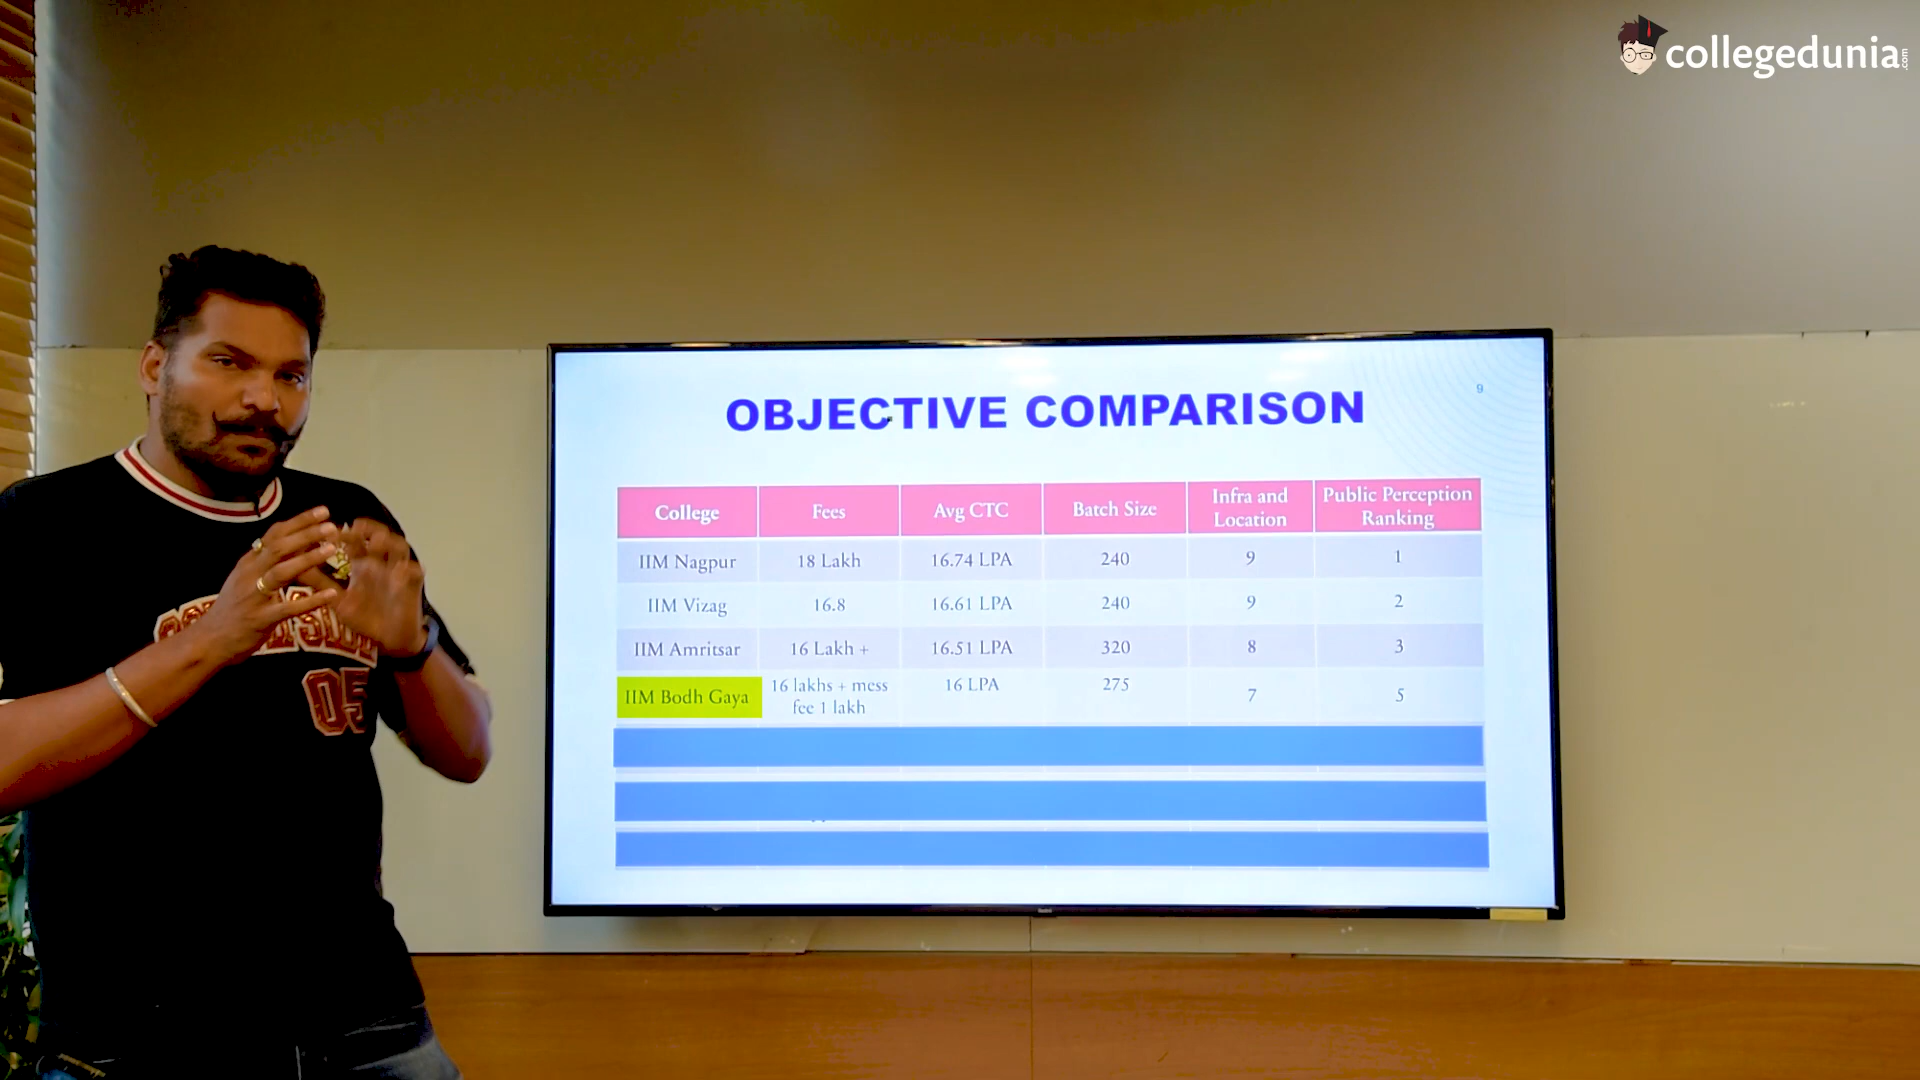 collegedunia.com
OBJECTIVE COMPARISON
9
College Fees Avg CTC Batch Size Infra and Location Public Perception Ranking
IIM Nagpur 18 Lakh 16.74 LPA 240 9 1
IIM Vizag 16.8 16.61 LPA 240 9 2
IIM Amritsar 16 Lakh + 16.51 LPA 320 8 3
IIM Bodh Gaya 16 lakhs + mess fee 1 lakh 16 LPA 275 7 5
05